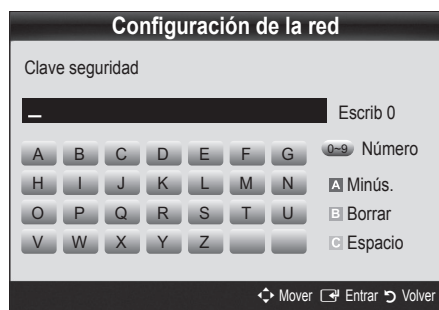 Configuración de la red
Clave seguridad
_
Escrib 0
A B C D E F G 0~9 Número
H I J K L M N A Minús.
O P Q R S T U B Borrar
V W X Y Z C Espacio
Mover Entrar Volver